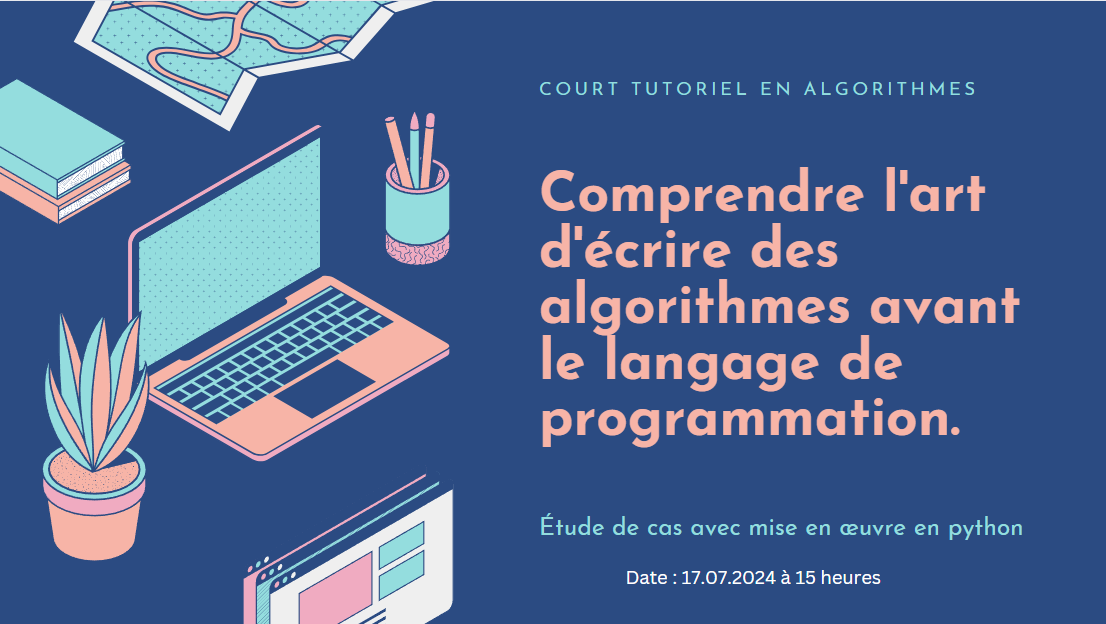 COURT TUTORIEL EN ALGORITHMES
Comprendre l'art
d'écrire des
algorithmes avant
le langage de
programmation.
Étude de cas avec mise en œuvre en python
Date : 17.07.2024 à 15 heures